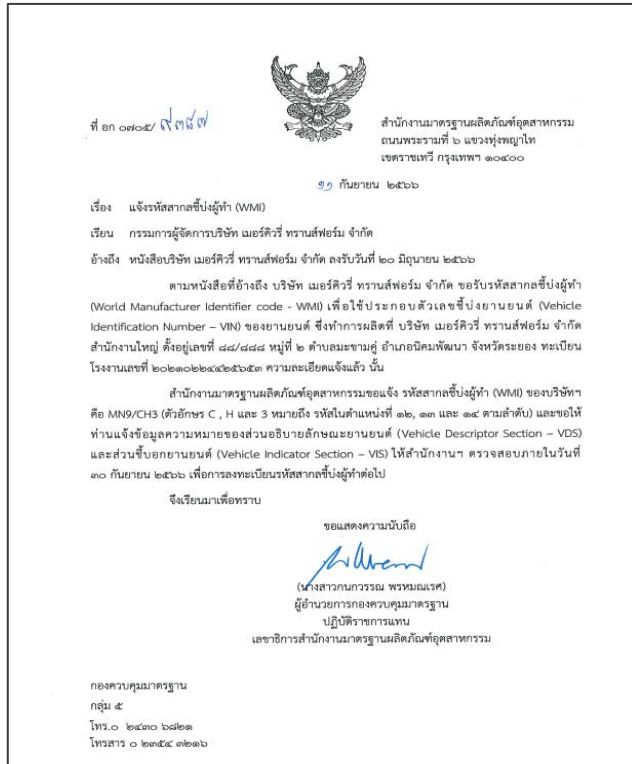 ที่ อก ๐๗๐๕/ ๙๓๘๗
สำนักงานมาตรฐานผลิตภัณฑ์อุตสาหกรรม
ถนนพระรามที่ ๖ แขวงทุ่งพญาไท
เขตราชเทวี กรุงเทพฯ ๑๐๔๐๐
๑๑ กันยายน ๒๕๖๖
เรื่อง แจ้งรหัสสากลชี้บ่งผู้ทำ (WMI)
เรียน กรรมการผู้จัดการบริษัท เมอร์คิวรี่ ทรานส์ฟอร์ม จำกัด
อ้างถึง หนังสือบริษัท เมอร์คิวรี่ ทรานส์ฟอร์ม จำกัด ลงรับวันที่ ๒๐ มิถุนายน ๒๕๖๖
ตามหนังสือที่อ้างถึง บริษัท เมอร์คิวรี่ ทรานส์ฟอร์ม จำกัด ขอรับรหัสสากลชี้บ่งผู้ทำ
(World Manufacturer Identifier code - WMI) เพื่อใช้ประกอบตัวเลขชี้บ่งยานยนต์ (Vehicle
Identification Number – VIN) ของยานยนต์ ซึ่งทำการผลิตที่ บริษัท เมอร์คิวรี่ ทรานส์ฟอร์ม จำกัด
สำนักงานใหญ่ ตั้งอยู่เลขที่ ๘๘/๘๘๘ หมู่ที่ ๒ ตำบลมะขามคู่ อำเภอนิคมพัฒนา จังหวัดระยอง ทะเบียน
โรงงานเลขที่ ๒๐๒๑๐๒๒๔๔๒๕๖๕๓ ความละเอียดแจ้งแล้ว นั้น
สำนักงานมาตรฐานผลิตภัณฑ์อุตสาหกรรมขอแจ้ง รหัสสากลชี้บ่งผู้ทำ (WMI) ของบริษัทฯ
คือ MN9/CH3 (ตัวอักษร C , H และ 3 หมายถึง รหัสในตำแหน่งที่ ๑๒, ๑๓ และ ๑๔ ตามลำดับ) และขอให้
ท่านแจ้งข้อมูลความหมายของส่วนอธิบายลักษณะยานยนต์ (Vehicle Descriptor Section – VDS)
และส่วนชี้บอกยานยนต์ (Vehicle Indicator Section – VIS) ให้สำนักงานฯ ตรวจสอบภายในวันที่
๓๐ กันยายน ๒๕๖๖ เพื่อการลงทะเบียนรหัสสากลชี้บ่งผู้ทำต่อไป
จึงเรียนมาเพื่อทราบ
ขอแสดงความนับถือ
(นางสาวกนกวรรณ พรหมณเรศ)
ผู้อำนวยการกองควบคุมมาตรฐาน
ปฏิบัติราชการแทน
เลขาธิการสำนักงานมาตรฐานผลิตภัณฑ์อุตสาหกรรม
กองควบคุมมาตรฐาน
กลุ่ม ๕
โทร.๐ ๒๔๓๐ ๖๘๒๑
โทรสาร ๐ ๒๓๕๔ ๓๒๑๖